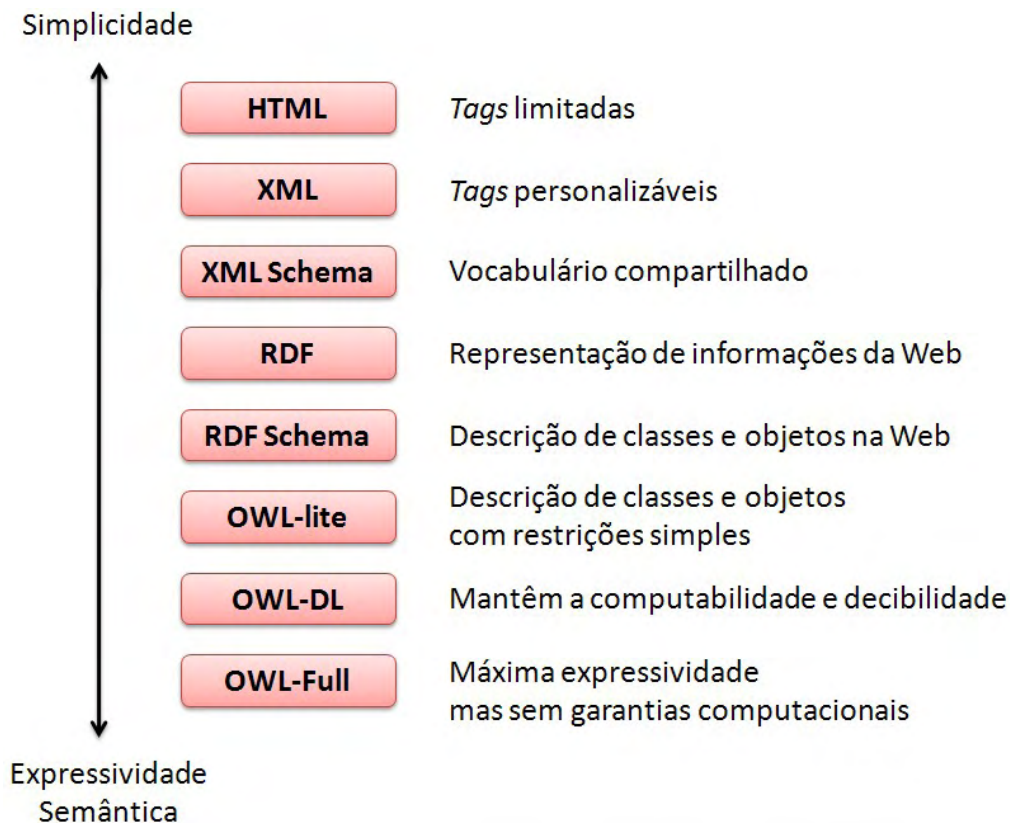 Simplicidade
HTML Tags limitadas
XML Tags personalizáveis
XML Schema Vocabulário compartilhado
RDF Representação de informações da Web
RDF Schema Descrição de classes e objetos na Web
OWL-lite Descrição de classes e objetos
com restrições simples
OWL-DL Mantêm a computabilidade e decibilidade
OWL-Full Máxima expressividade
mas sem garantias computacionais
Expressividade
Semântica